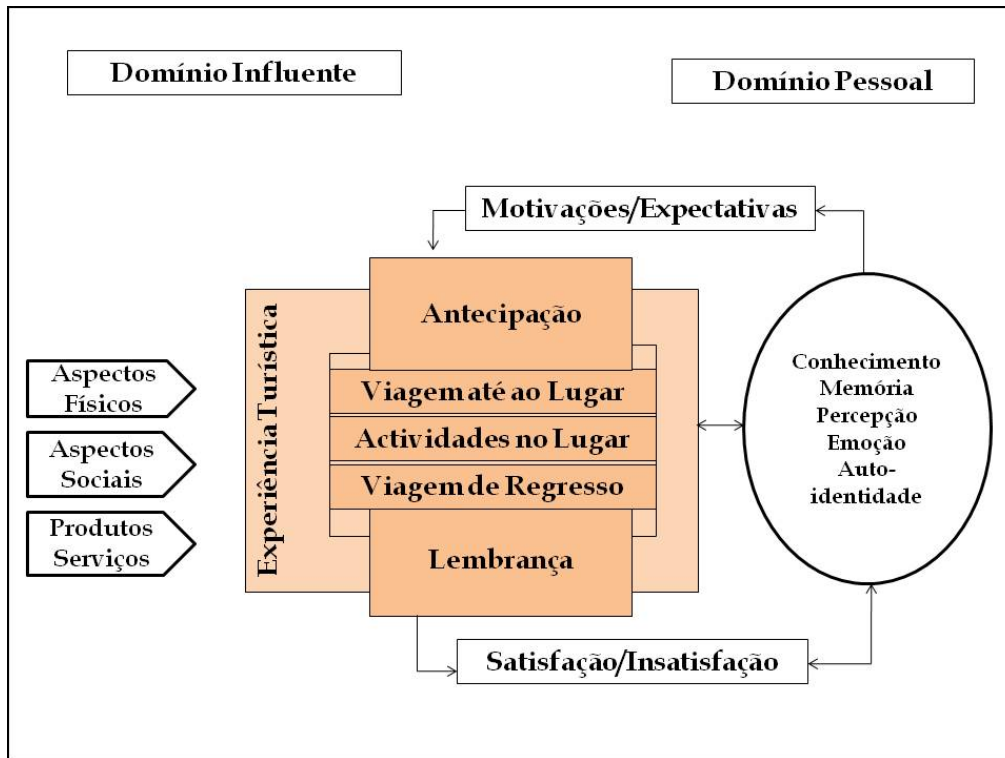 Domínio Influente
Domínio Pessoal
Motivações/Expectativas
Experiência Turística
Antecipação
Viagem até ao Lugar
Actividades no Lugar
Viagem de Regresso
Lembrança
Aspectos
Físicos
Aspectos
Sociais
Produtos
Serviços
Conhecimento
Memória
Percepção
Emoção
Auto-
identidade
Satisfação/Insatisfação